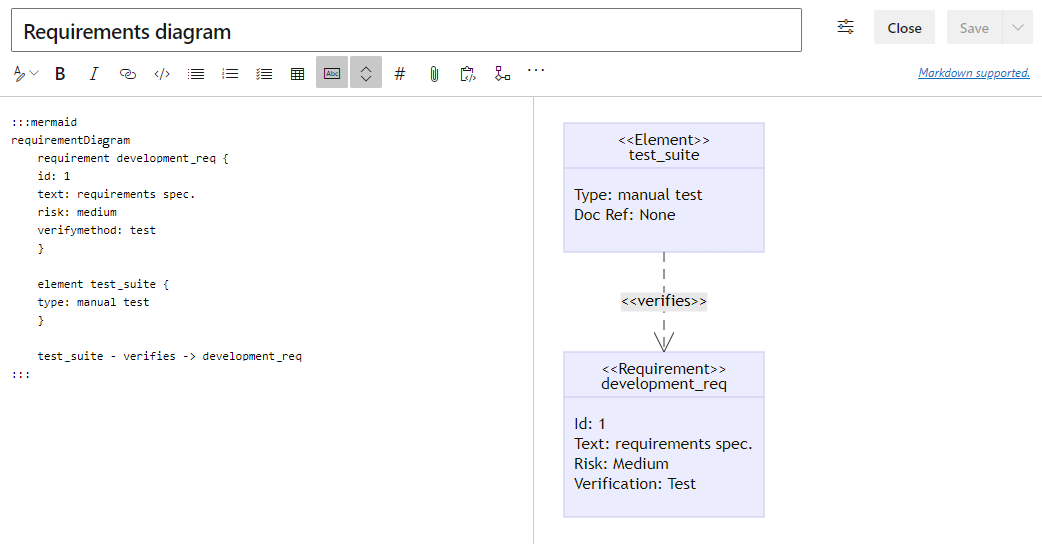 Requirements diagram
Close
Save
B
I
</>
Abc
#
Markdown supported.
:::mermaid
requirementDiagram
requirement development_req {
id: 1
text: requirements spec.
risk: medium
verifymethod: test
}
element test_suite {
type: manual test
}
test_suite - verifies -> development_req
:::
<<Element>>
test_suite
Type: manual test
Doc Ref: None
<<verifies>>
<<Requirement>>
development_req
Id: 1
Text: requirements spec.
Risk: Medium
Verification: Test